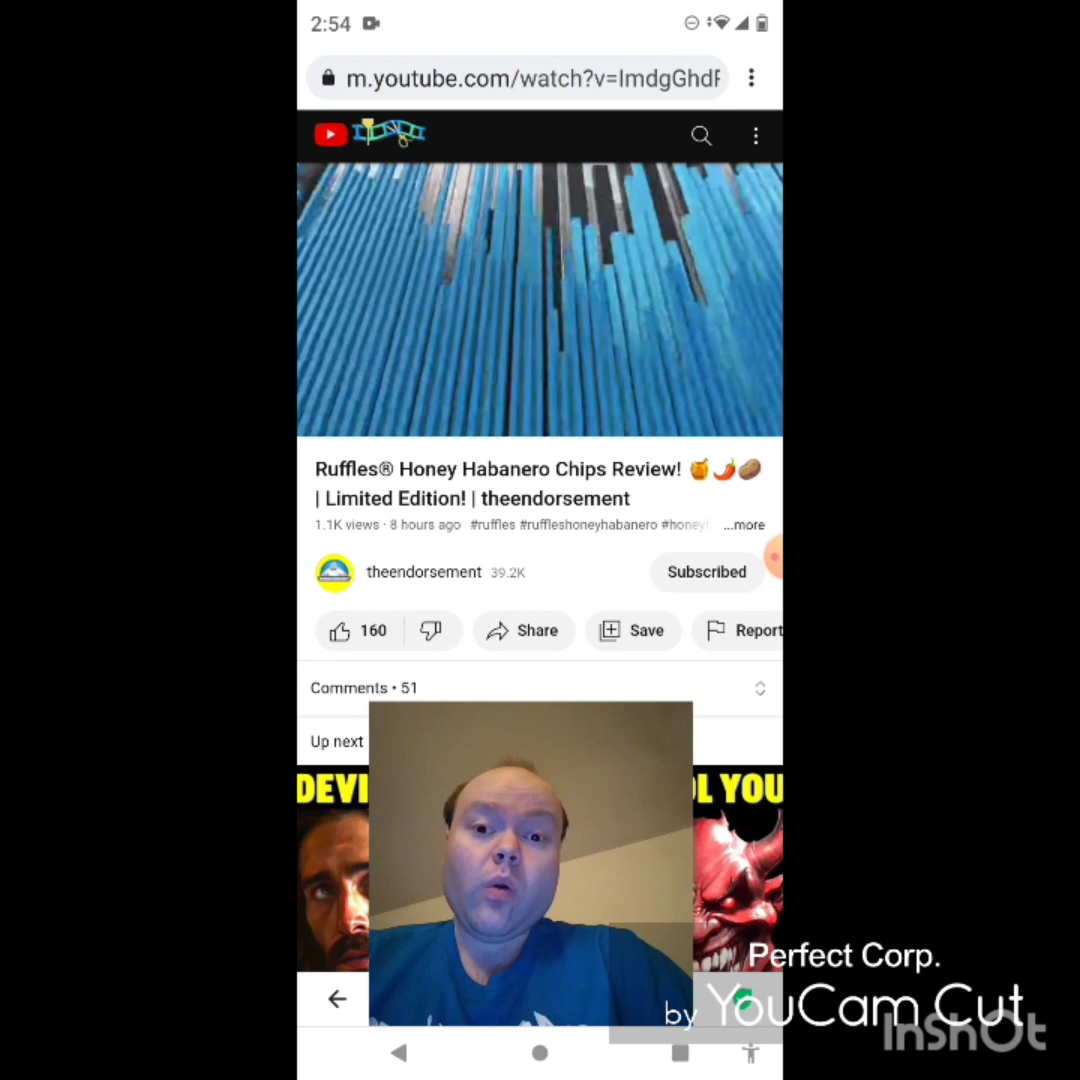 2:54
m.youtube.com/watch?v=
Ruffles® Honey Habanero Chips Review! 🍯🌶️🥔
| Limited Edition! | theendorsement
1.1K views · 8 hours ago #ruffles #ruffleshoneyhabanero #honeyh ...more
theendorsement 39.2K Subscribed
160 Share Save Report
Comments • 51
Up next
DEVI L YOU
Perfect Corp.
by YouCam Cut
InShOt